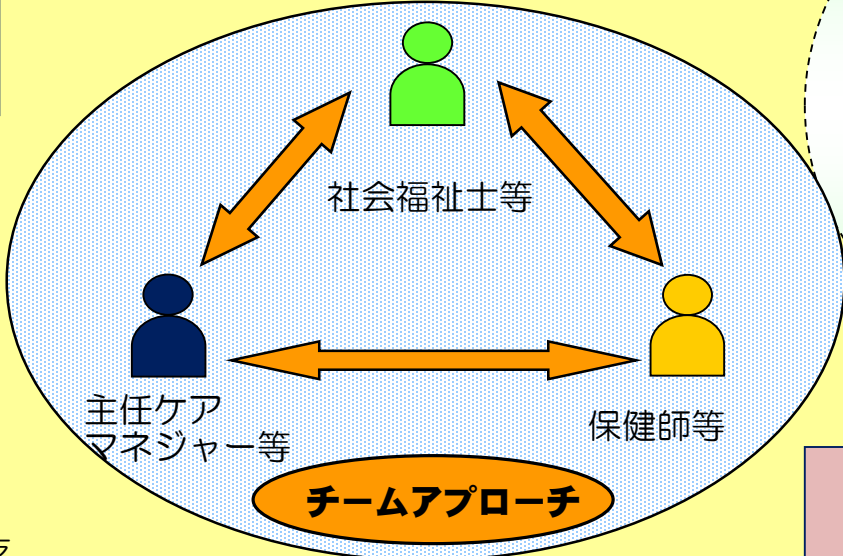 社会福祉士等
主任ケア
マネジャー等
保健師等
チームアプローチ